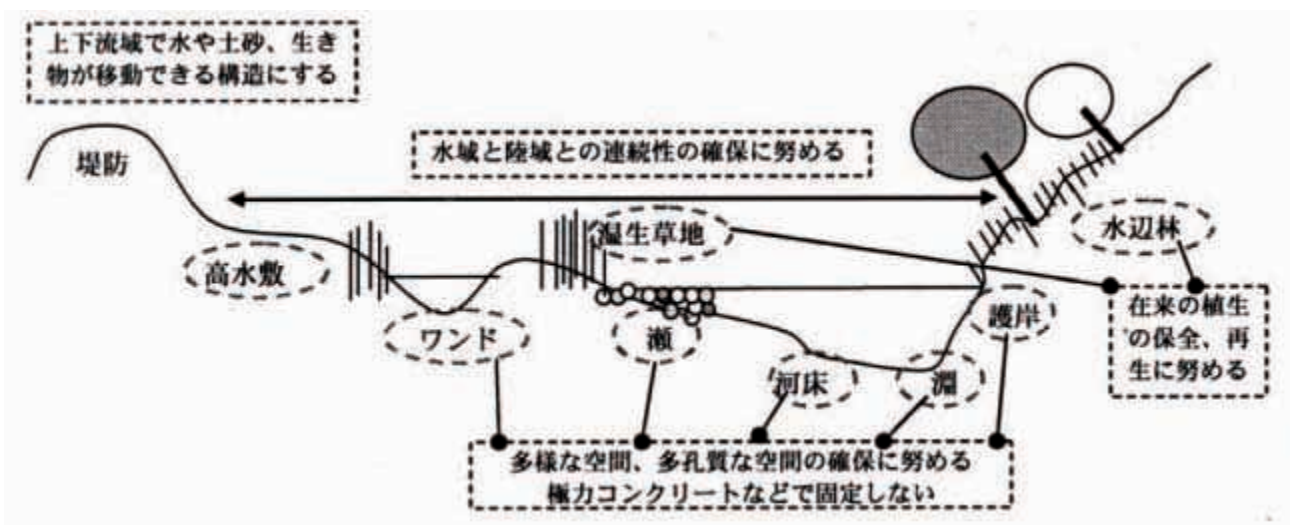 上下流域で水や土砂、生き
物が移動できる構造にする
堤防
水域と陸域との連続性の確保に努める
湿生草地
水辺林
高水敷
ワンド
瀬
護岸
河床
淵
在来の植生
の保全、再
生に努める
多様な空間、多孔質な空間の確保に努める
極力コンクリートなどで固定しない